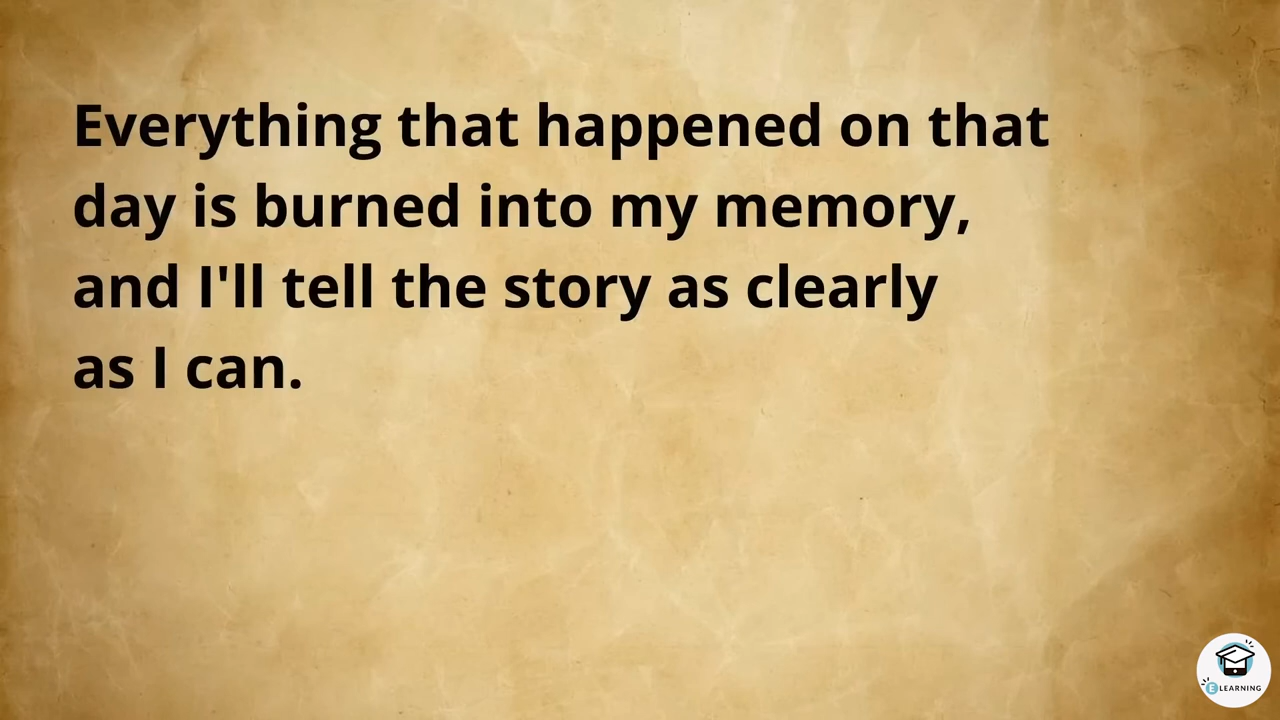 Everything that happened on that
day is burned into my memory,
and I'll tell the story as clearly
as I can.
E LEARNING